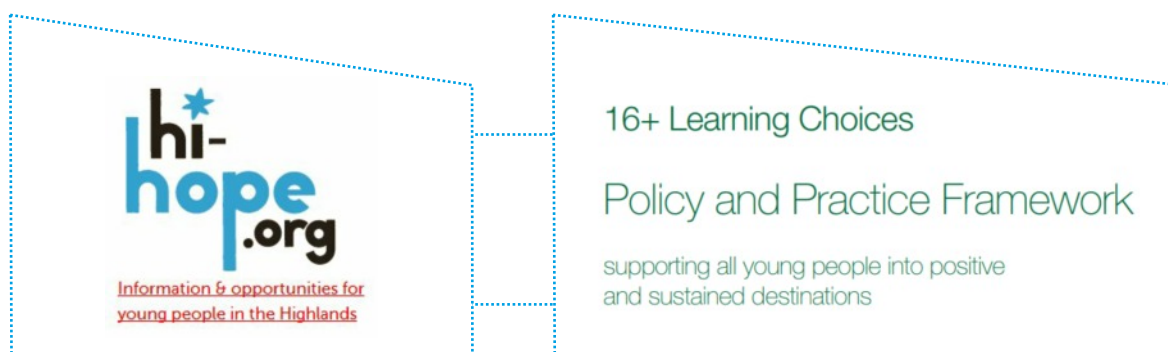 hi-
hope
.org
Information & opportunities for
young people in the Highlands
16+ Learning Choices
Policy and Practice Framework
supporting all young people into positive
and sustained destinations